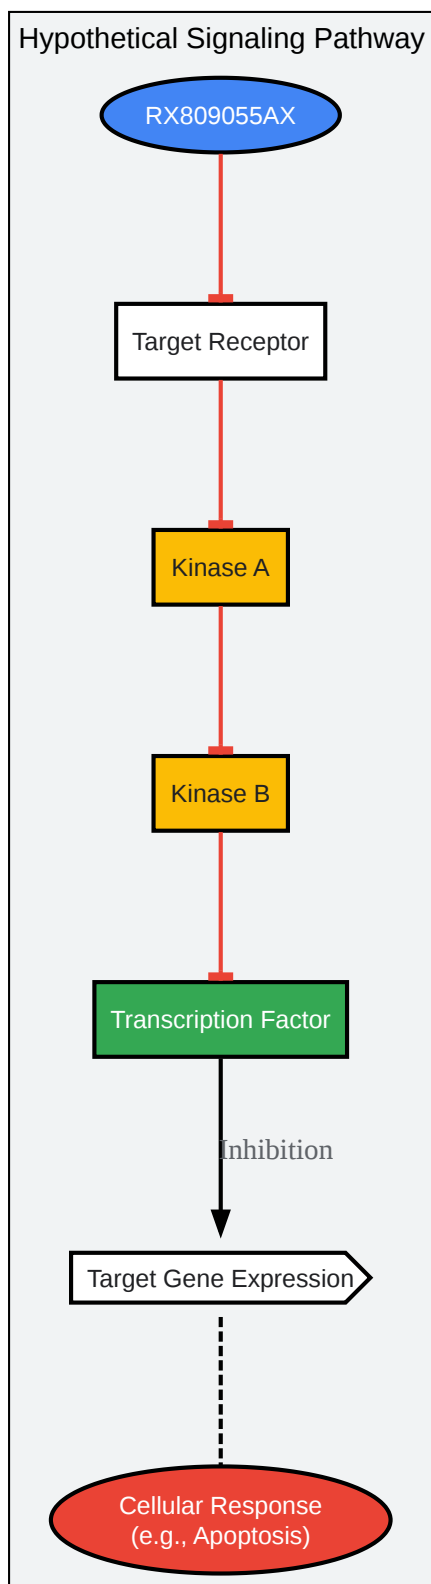 Hypothetical Signaling Pathway
RX809055AX
Target Receptor
Kinase A
Kinase B
Transcription Factor
Inhibition
Target Gene Expression
Cellular Response
(e.g., Apoptosis)